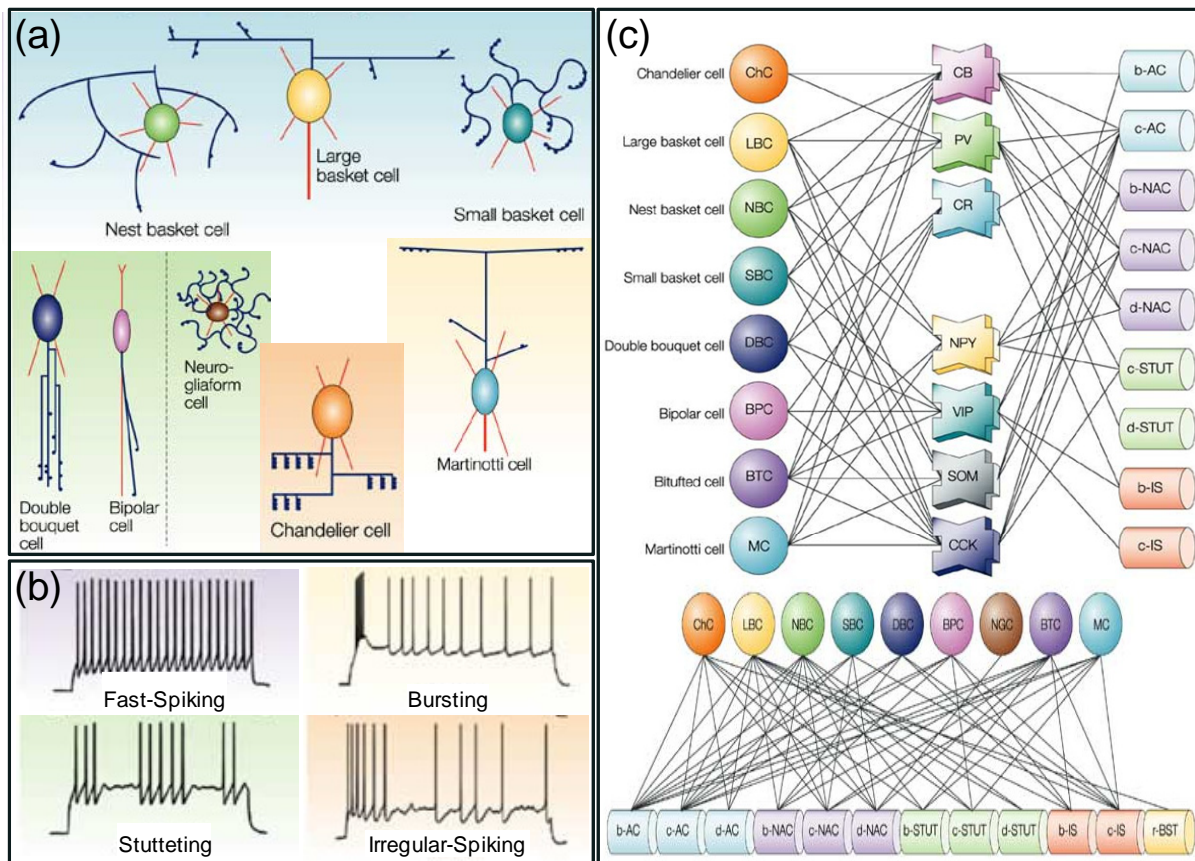 (a)
Large
basket cell
Nest basket cell
Small basket cell
Neuro-
gliaform
cell
Double
bouquet
cell
Bipolar
cell
Chandelier cell
Martinotti cell
(b)
Fast-Spiking
Bursting
Stutteting
Irregular-Spiking
(c)
Chandelier cell
ChC
CB
b-AC
Large basket cell
LBC
PV
c-AC
Nest basket cell
NBC
CR
b-NAC
Small basket cell
SBC
c-NAC
Double bouquet cell
DBC
NPY
d-NAC
Bipolar cell
BPC
VIP
c-STUT
d-STUT
Bitufted cell
BTC
SOM
b-IS
Martinotti cell
MC
CCK
c-IS
ChC LBC NBC SBC DBC BPC NGC BTC MC
b-AC c-AC d-AC b-NAC c-NAC d-NAC b-STUT c-STUT d-STUT b-IS c-IS r-BST